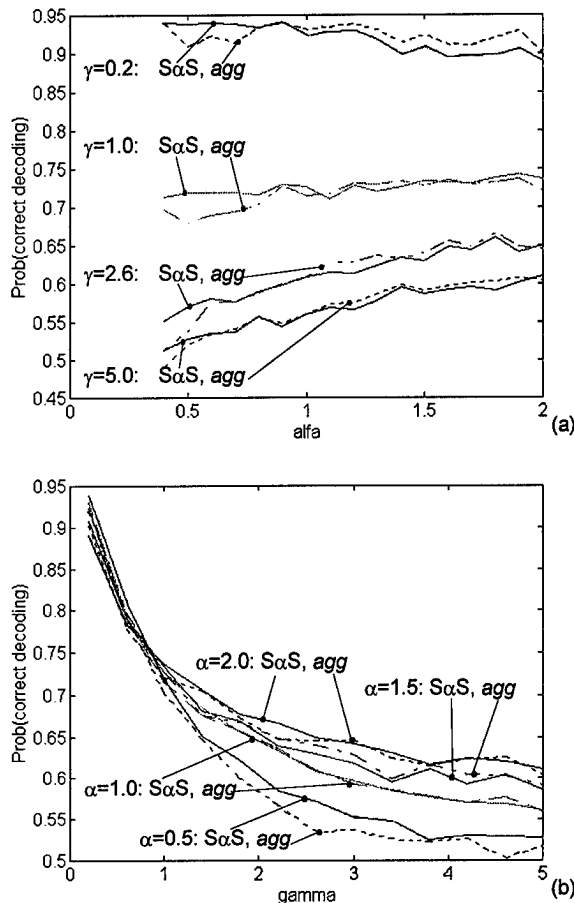 0.95
0.9
γ=0.2: SαS, agg
0.85
0.8
γ=1.0: SαS, agg
0.75
0.7
Prob(correct decoding)
0.65
γ=2.6: SαS, agg
0.6
0.55
0.5
γ=5.0: SαS, agg
0.45
0 0.5 1 1.5 2
alfa
(a)
0.95
0.9
0.85
0.8
0.75
α=2.0: SαS, agg
α=1.5: SαS, agg
0.7
Prob(correct decoding)
0.65
α=1.0: SαS, agg
0.6
α=0.5: SαS, agg
0.55
0.5
0 1 2 3 4 5
gamma
(b)